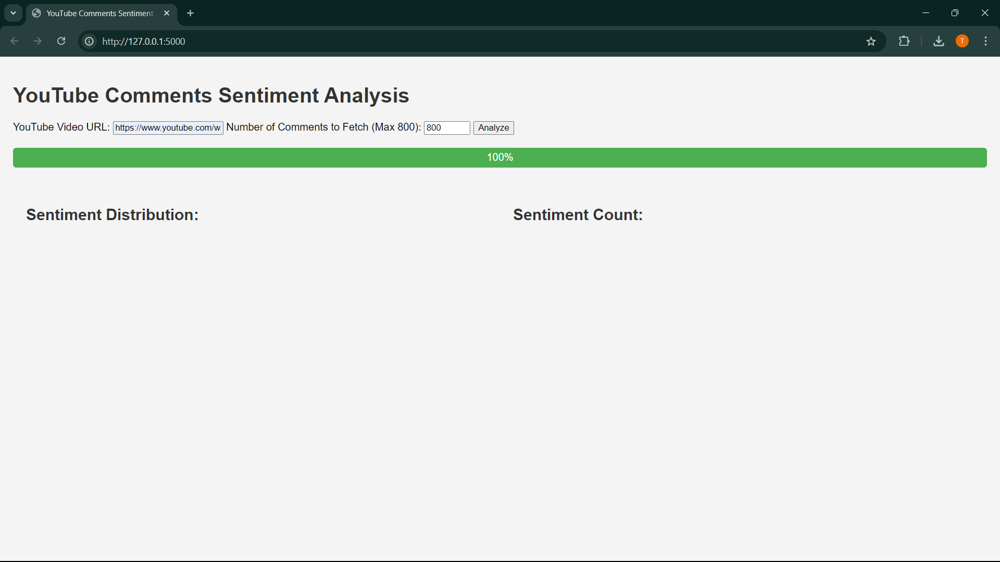 YouTube Comments Sentiment
http://127.0.0.1:5000
T
YouTube Comments Sentiment Analysis
YouTube Video URL: https://www.youtube.com/w Number of Comments to Fetch (Max 800): 800 Analyze
100%
Sentiment Distribution: Sentiment Count: